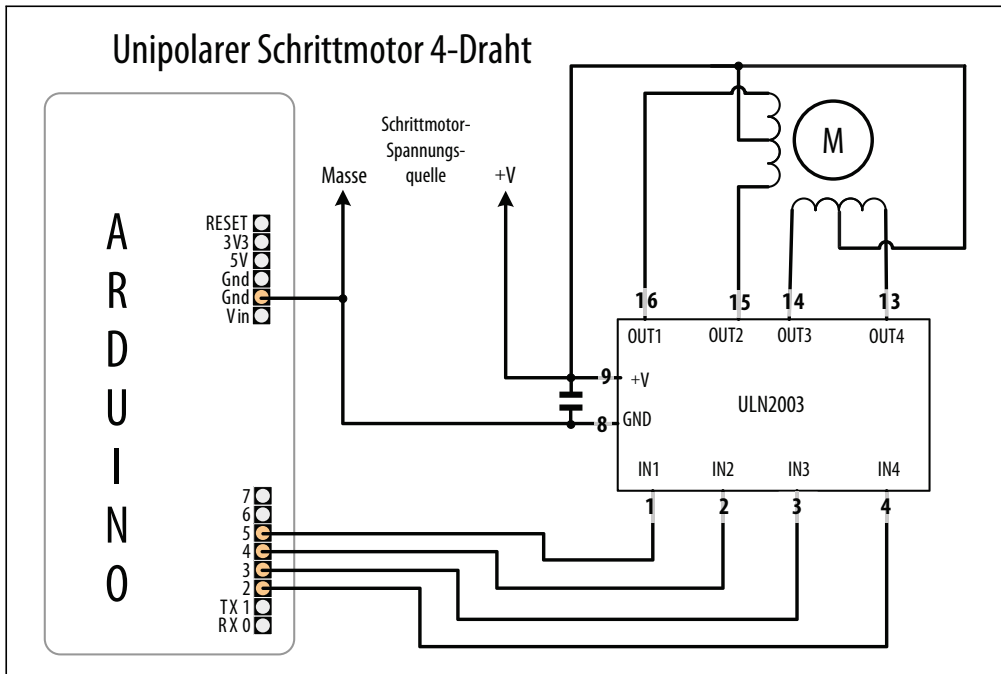 Unipolarer Schrittmotor 4-Draht
Schrittmotor-
Spannungs-
quelle
Masse
+V
M
ARDUINO
RESET
3V3
5V
Gnd
Gnd
Vin
16
15
14
13
OUT1
OUT2
OUT3
OUT4
9
+V
ULN2003
8
GND
IN1
IN2
IN3
IN4
1
2
3
4
7
6
5
4
3
2
TX 1
RX 0